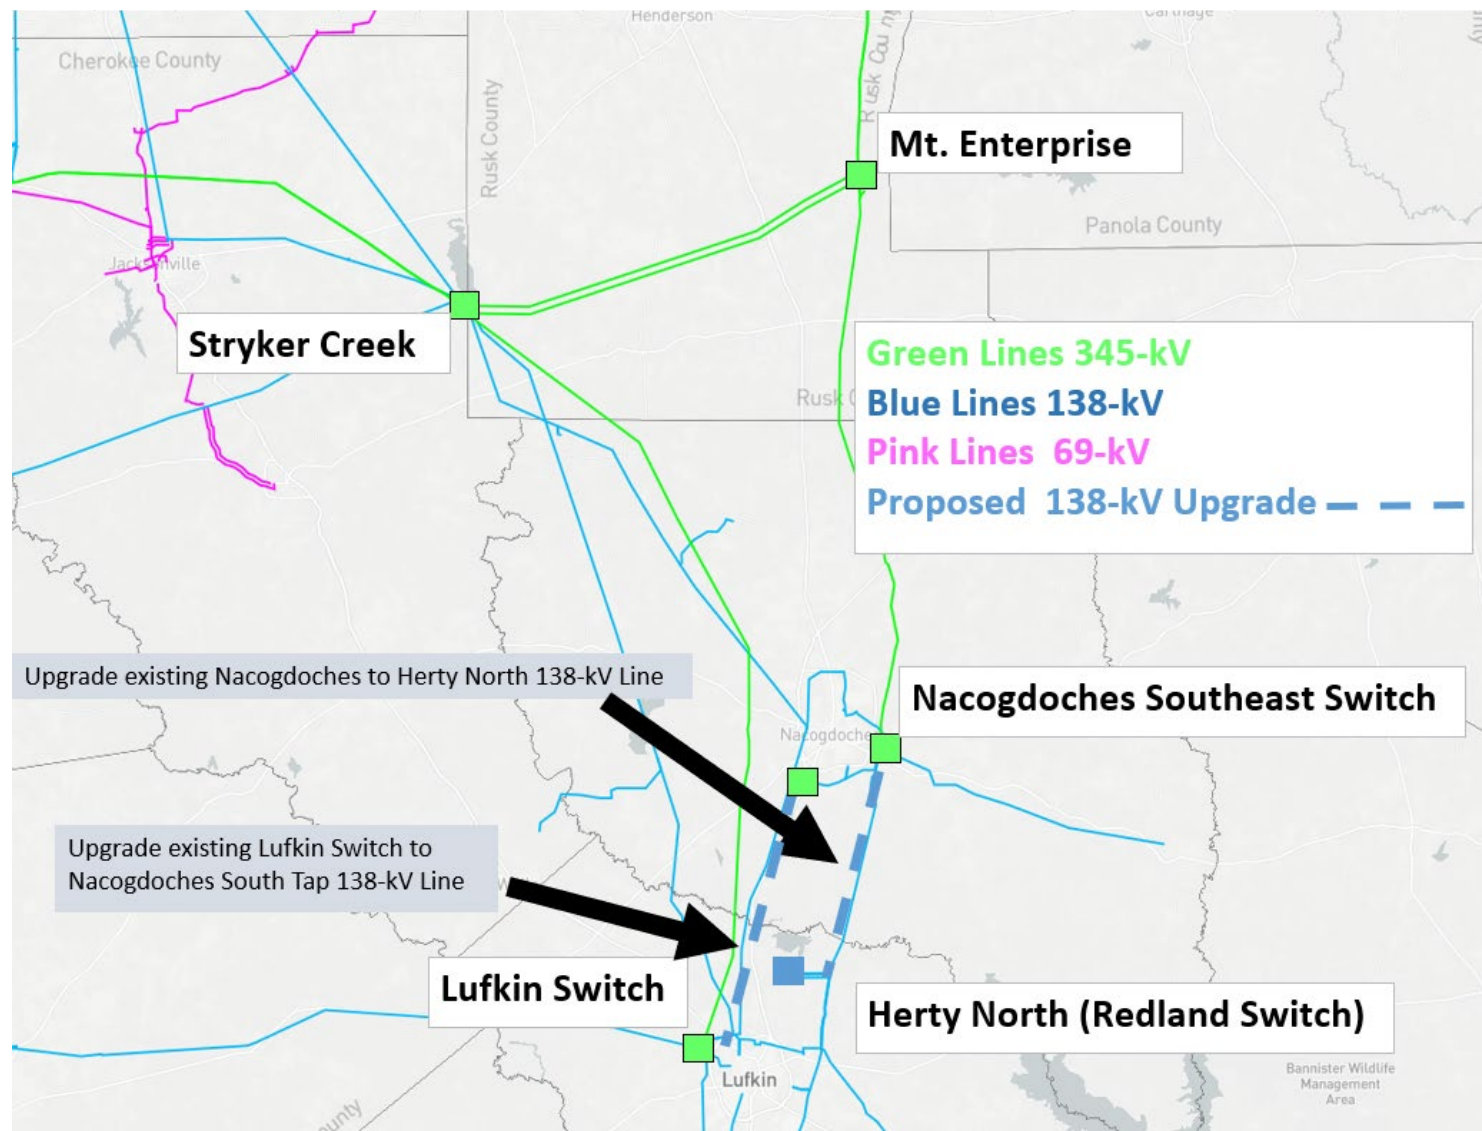 Henderson
Carthage
Cherokee County
Rusk County
Rusk County
Mt. Enterprise
Panola County
Jacksonville
Stryker Creek
Green Lines 345-kV
Blue Lines 138-kV
Pink Lines 69-kV
Proposed 138-kV Upgrade
Rusk C
Upgrade existing Nacogdoches to Herty North 138-kV Line
Nacogdoches Southeast Switch
Nacogdoche
Upgrade existing Lufkin Switch to
Nacogdoches South Tap 138-kV Line
Lufkin Switch
Herty North (Redland Switch)
Lufkin
Bannister Wildlife
Management
Area
ounty